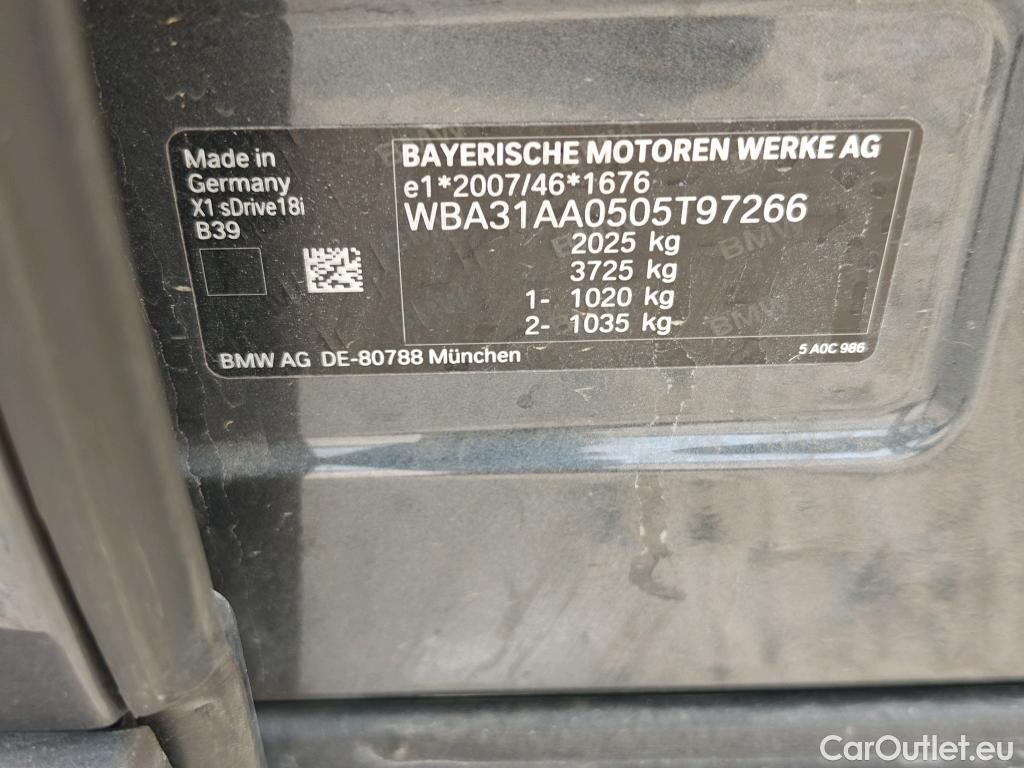 Made in
Germany
X1 sDrive18i
B39
BAYERISCHE MOTOREN WERKE AG
e1*2007/46*1676
WBA31AA0505T97266
2025 kg
3725 kg
1- 1020 kg
2- 1035 kg
BMW AG DE-80788 München
5 A0C 986
CarOutlet.eu